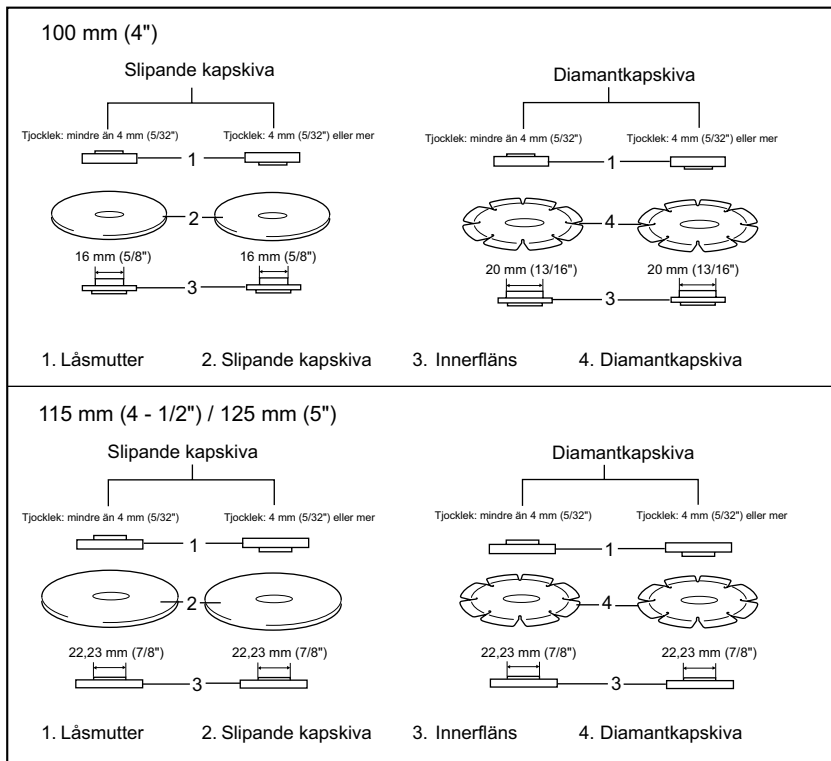 100 mm (4")
Slipande kapskiva Diamantkapskiva
Tjocklek: mindre än 4 mm (5/32") Tjocklek: 4 mm (5/32") eller mer Tjocklek: mindre än 4 mm (5/32") Tjocklek: 4 mm (5/32") eller mer
1 1
2 4
16 mm (5/8") 16 mm (5/8") 20 mm (13/16") 20 mm (13/16")
3 3
1. Låsmutter 2. Slipande kapskiva 3. Innerfläns 4. Diamantkapskiva
115 mm (4 - 1/2") / 125 mm (5")
Slipande kapskiva Diamantkapskiva
Tjocklek: mindre än 4 mm (5/32") Tjocklek: 4 mm (5/32") eller mer Tjocklek: mindre än 4 mm (5/32") Tjocklek: 4 mm (5/32") eller mer
1 1
2 4
22,23 mm (7/8") 22,23 mm (7/8") 22,23 mm (7/8") 22,23 mm (7/8")
3 3
1. Låsmutter 2. Slipande kapskiva 3. Innerfläns 4. Diamantkapskiva